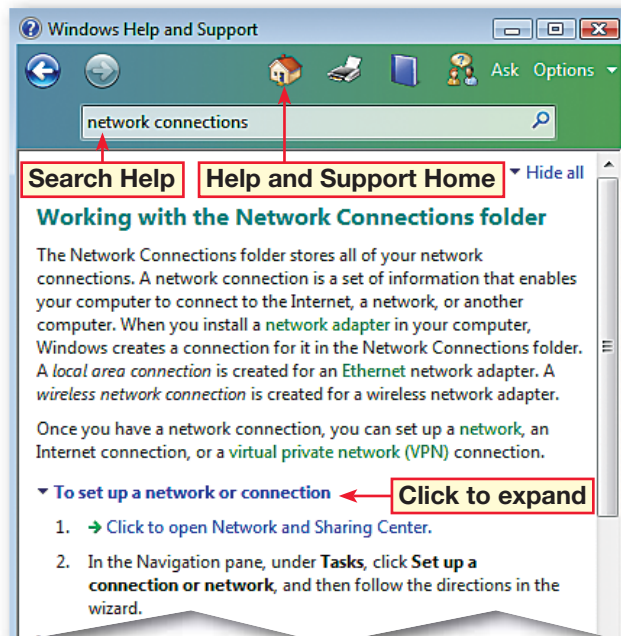 Windows Help and Support
Ask Options
network connections
Search Help
Help and Support Home
Hide all
Working with the Network Connections folder
The Network Connections folder stores all of your network
connections. A network connection is a set of information that enables
your computer to connect to the Internet, a network, or another
computer. When you install a network adapter in your computer,
Windows creates a connection for it in the Network Connections folder.
A local area connection is created for an Ethernet network adapter. A
wireless network connection is created for a wireless network adapter.
Once you have a network connection, you can set up a network, an
Internet connection, or a virtual private network (VPN) connection.
To set up a network or connection
Click to expand
1. Click to open Network and Sharing Center.
2. In the Navigation pane, under Tasks, click Set up a
connection or network, and then follow the directions in the
wizard.